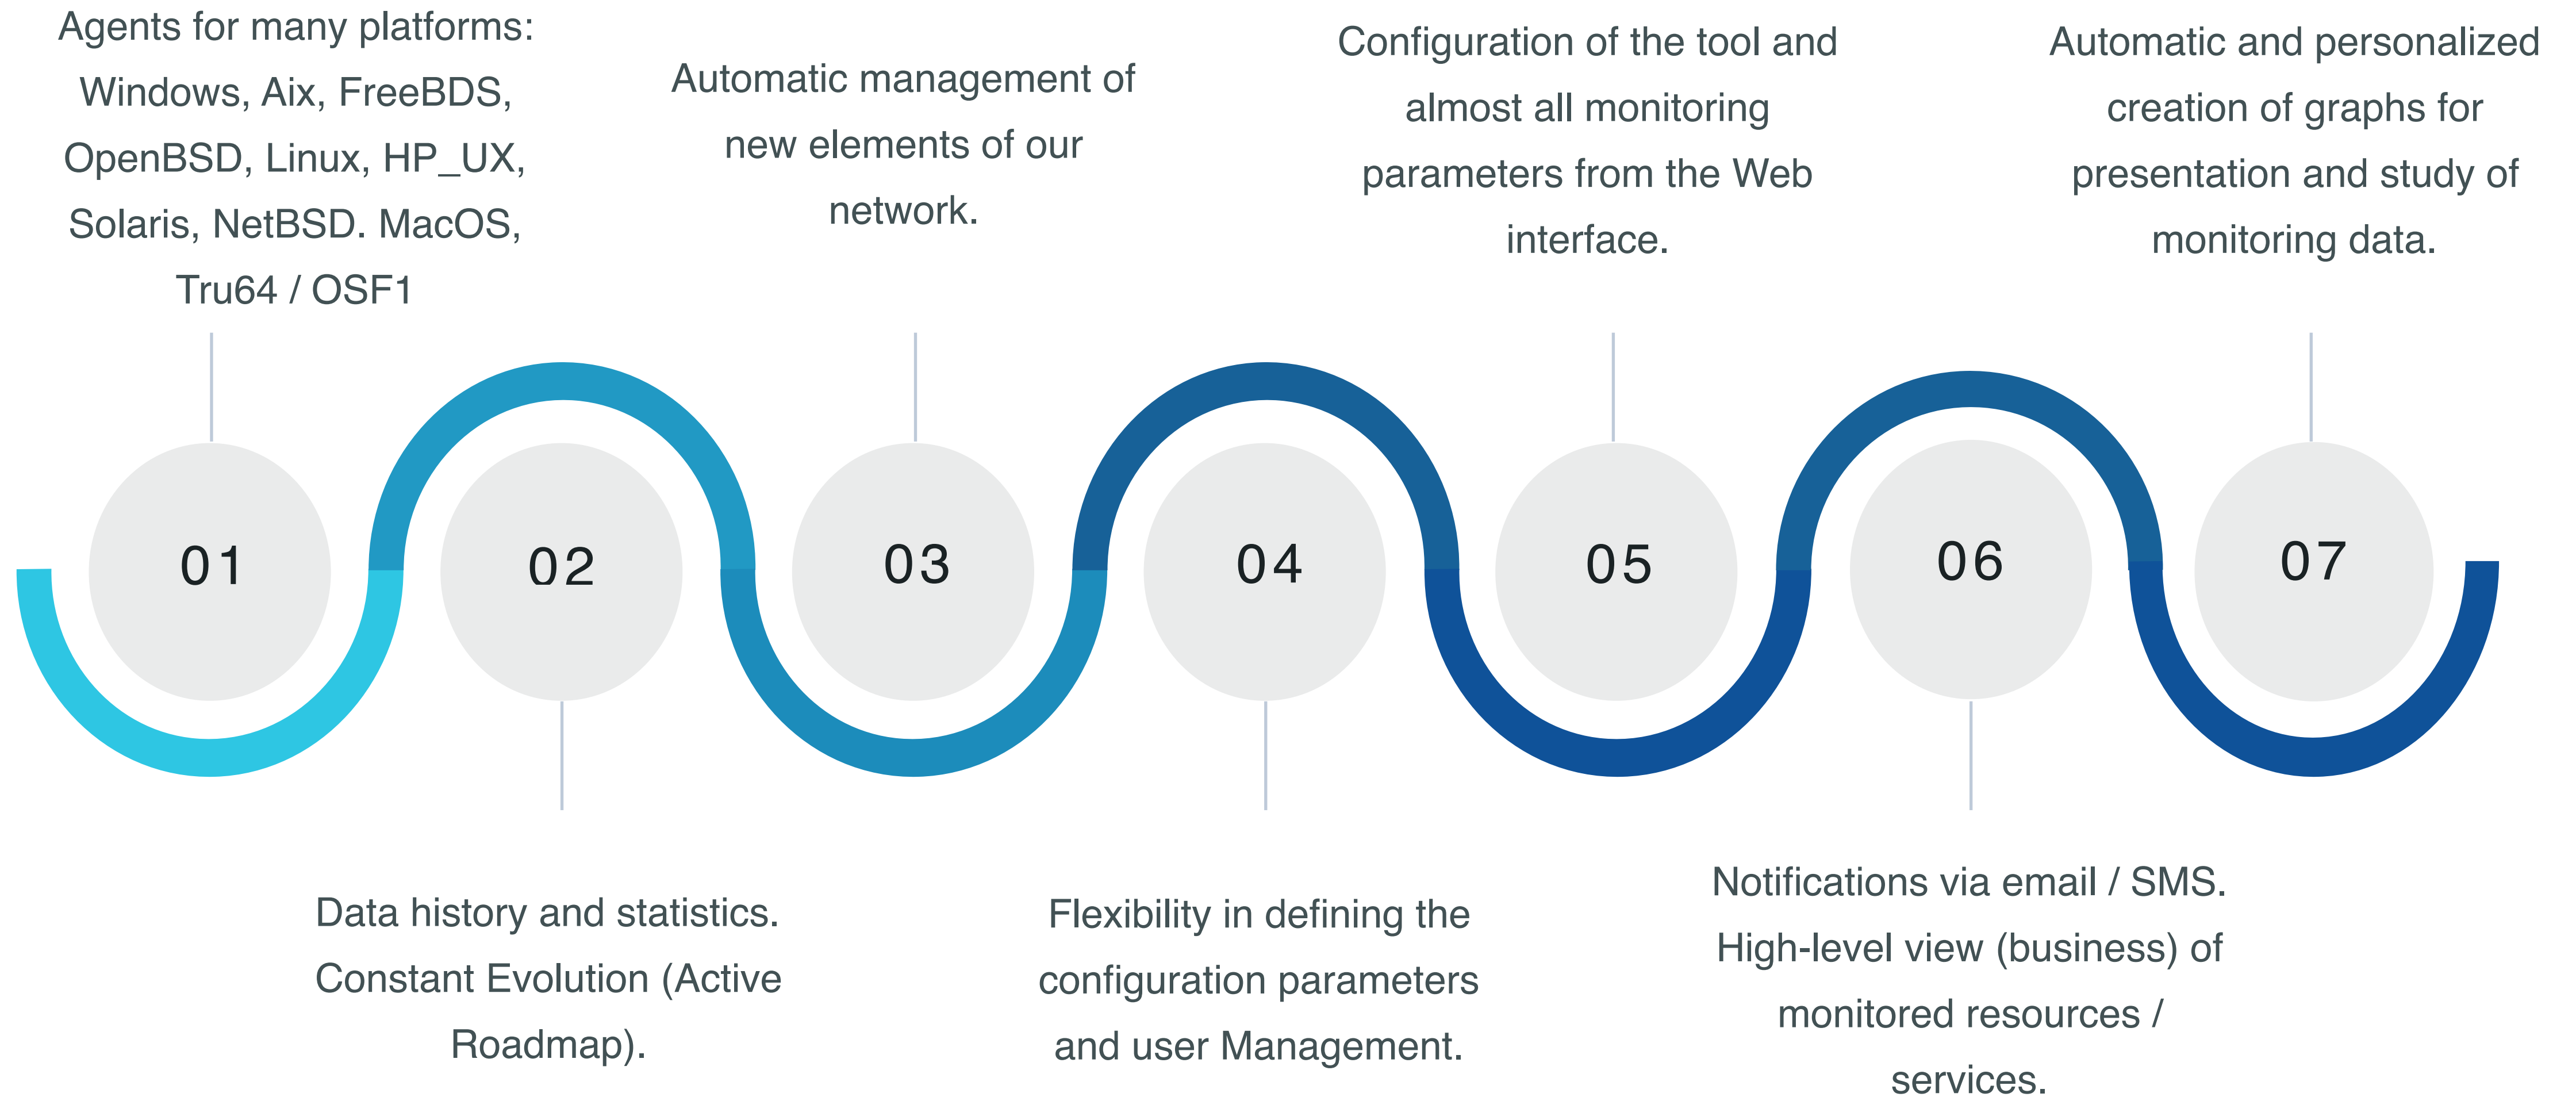 Agents for many platforms:
Windows, Aix, FreeBDS,
OpenBSD, Linux, HP_UX,
Solaris, NetBSD. MacOS,
Tru64 / OSF1
Automatic management of
new elements of our
network.
Configuration of the tool and
almost all monitoring
parameters from the Web
interface.
Automatic and personalized
creation of graphs for
presentation and study of
monitoring data.
01
02
03
04
05
06
07
Data history and statistics.
Constant Evolution (Active
Roadmap).
Flexibility in defining the
configuration parameters
and user Management.
Notifications via email / SMS.
High-level view (business) of
monitored resources /
services.